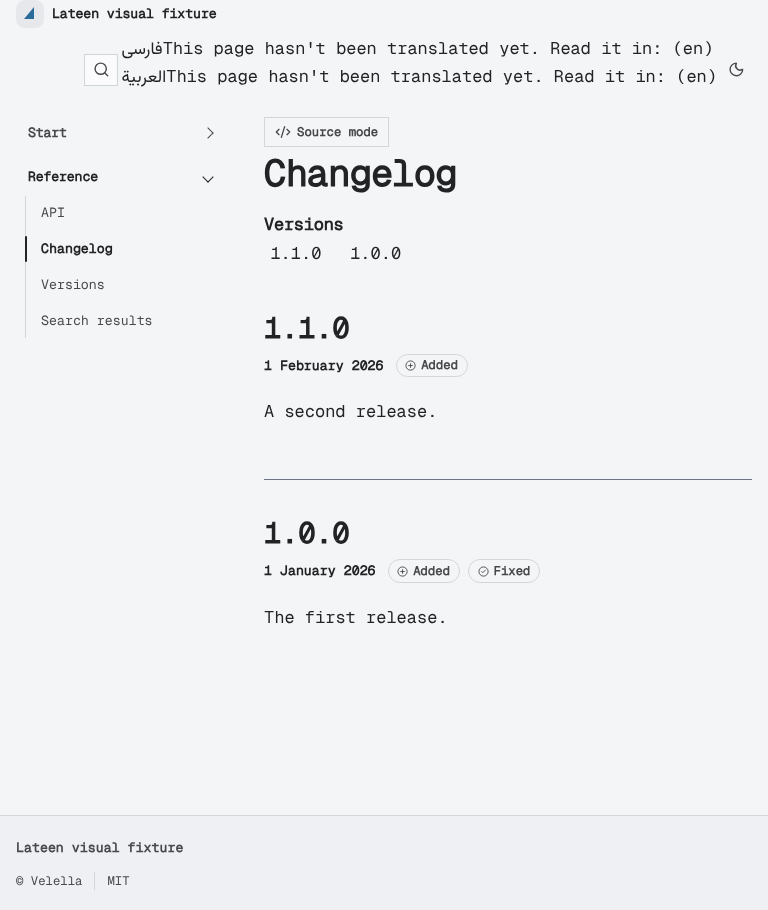 Lateen visual fixture
فارسیThis page hasn't been translated yet. Read it in: (en)
العربيةThis page hasn't been translated yet. Read it in: (en)
Start
Reference
API
Changelog
Versions
Search results
Source mode
Changelog
Versions
1.1.0 1.0.0
1.1.0
1 February 2026 Added
A second release.
1.0.0
1 January 2026 Added Fixed
The first release.
Lateen visual fixture
© Velella MIT